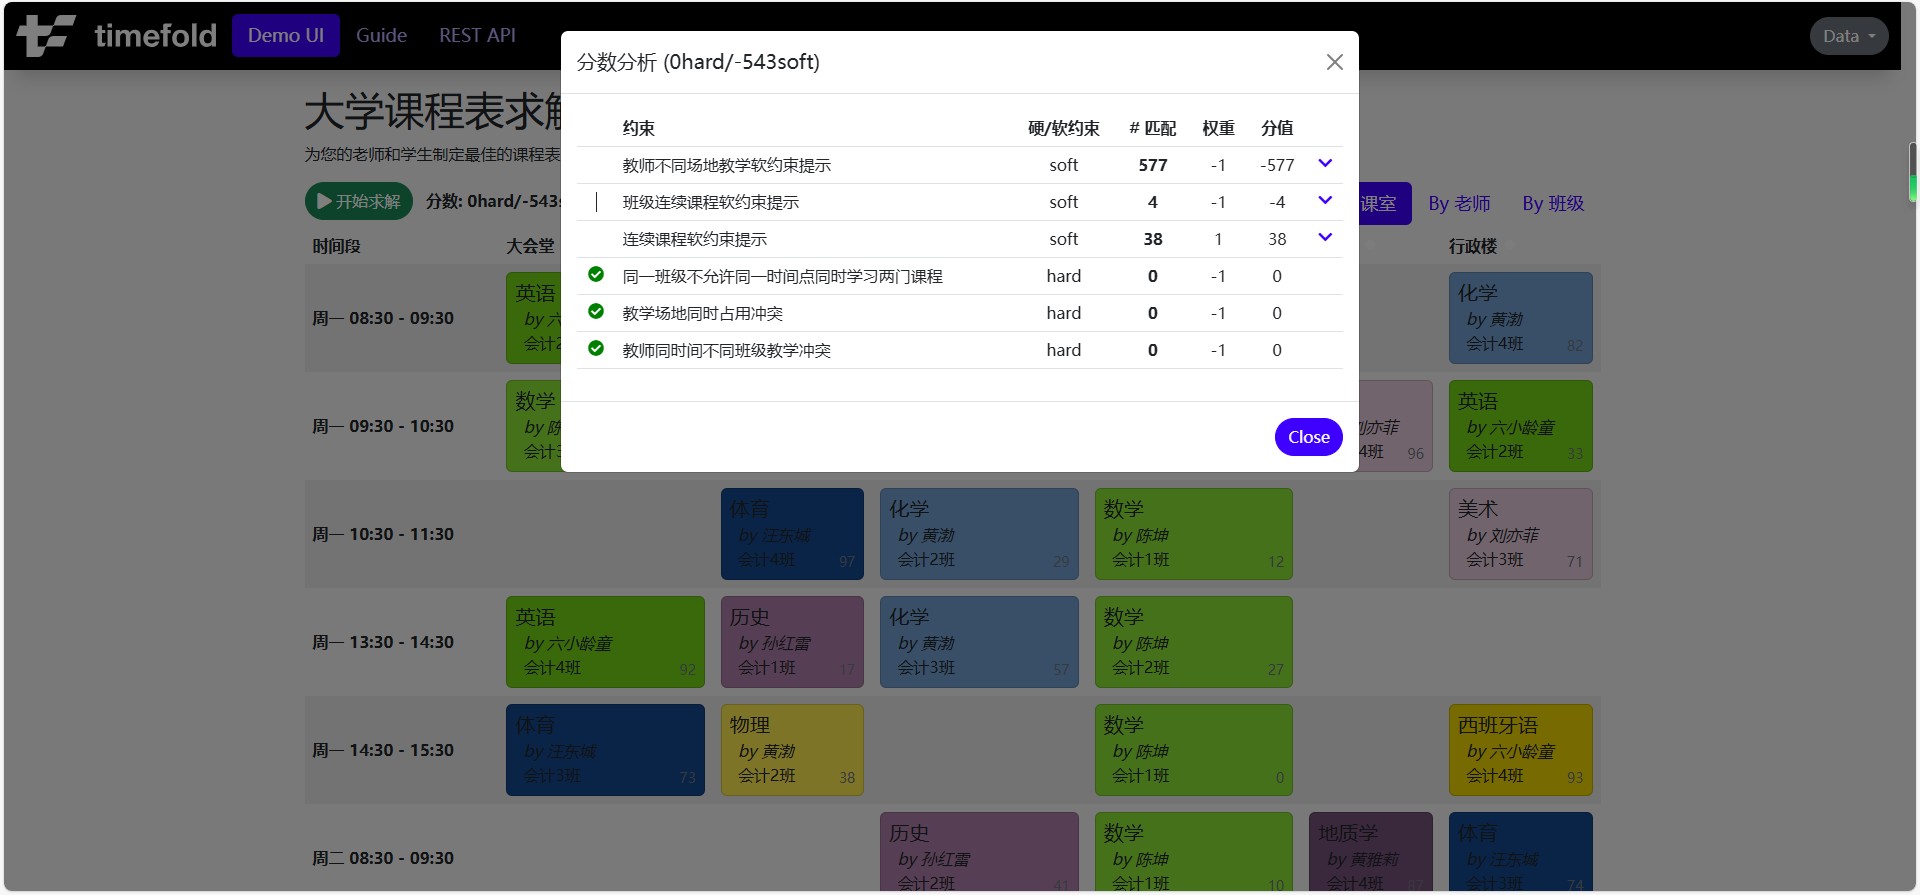 timefold Demo UI Guide REST API Data
分数分析 (0hard/-543soft)
大学课程表求
约束 硬/软约束 # 匹配 权重 分值
为您的老师和学生制定最佳的课程表
教师不同场地教学软约束提示 soft 577 -1 -577
开始求解 分数: 0hard/-543s
班级连续课程软约束提示 soft 4 -1 -4
课室 By 老师 By 班级
连续课程软约束提示 soft 38 1 38
时间段 大会堂 行政楼
同一班级不允许同一时间点同时学习两门课程 hard 0 -1 0
教学场地同时占用冲突 hard 0 -1 0
教师同时间不同班级教学冲突 hard 0 -1 0
Close
周一 08:30 - 09:30
英语
by 六
会计2
化学
by 黄渤
会计4班 82
周一 09:30 - 10:30
数学
by 陈
会计3
刘亦菲
4班 96
英语
by 六小龄童
会计2班 33
周一 10:30 - 11:30
体育
by 汪东城
会计4班 97
化学
by 黄渤
会计2班 29
数学
by 陈坤
会计1班 12
美术
by 刘亦菲
会计3班 71
周一 13:30 - 14:30
英语
by 六小龄童
会计4班 92
历史
by 孙红雷
会计1班 17
化学
by 黄渤
会计3班 57
数学
by 陈坤
会计2班 27
周一 14:30 - 15:30
体育
by 汪东城
会计3班 73
物理
by 黄渤
会计2班 38
数学
by 陈坤
会计1班 0
西班牙语
by 六小龄童
会计4班 93
周二 08:30 - 09:30
历史
by 孙红雷
会计2班 41
数学
by 陈坤
会计1班 10
地质学
by 黄雅莉
会计4班
体育
by 汪东城
会计3班 74